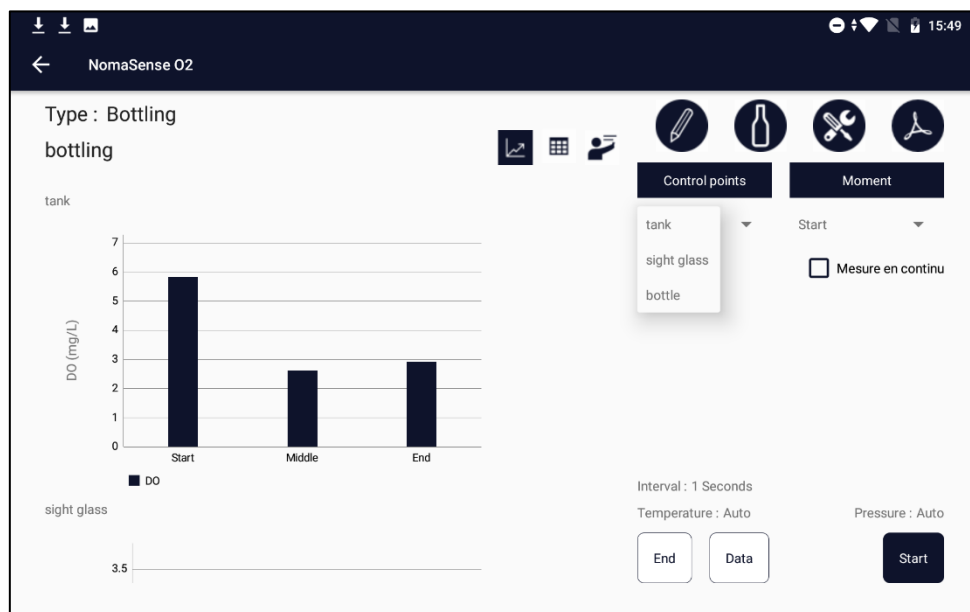 15:49
NomaSense O2
Type : Bottling
bottling
Control points
Moment
tank
tank
sight glass
bottle
Start
Mesure en continu
7
6
5
4
3
2
1
0
DO (mg/L)
Start Middle End
DO
sight glass
3.5
Interval : 1 Seconds
Temperature : Auto
Pressure : Auto
End
Data
Start